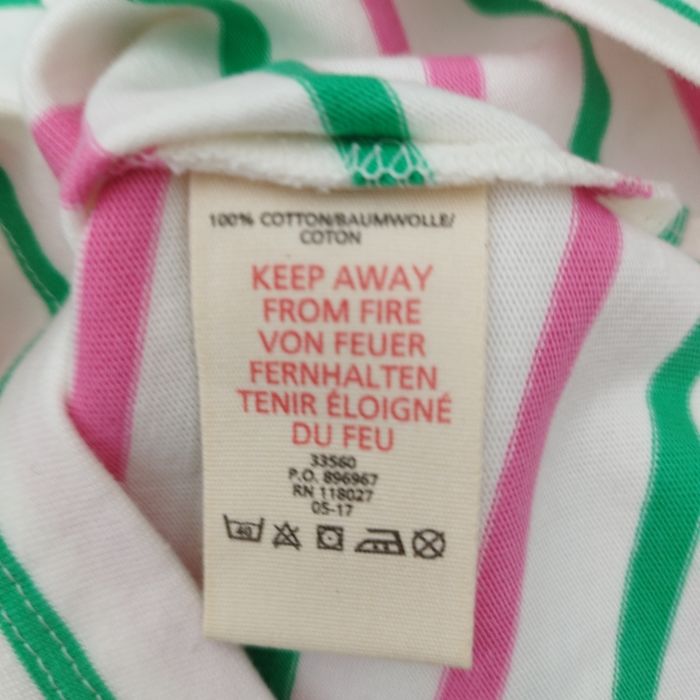 100% COTTON/BAUMWOLLE/
COTON
KEEP AWAY
FROM FIRE
VON FEUER
FERNHALTEN
TENIR ÉLOIGNÉ
DU FEU
33560
P.O. 896967
RN 118027
05-17
40